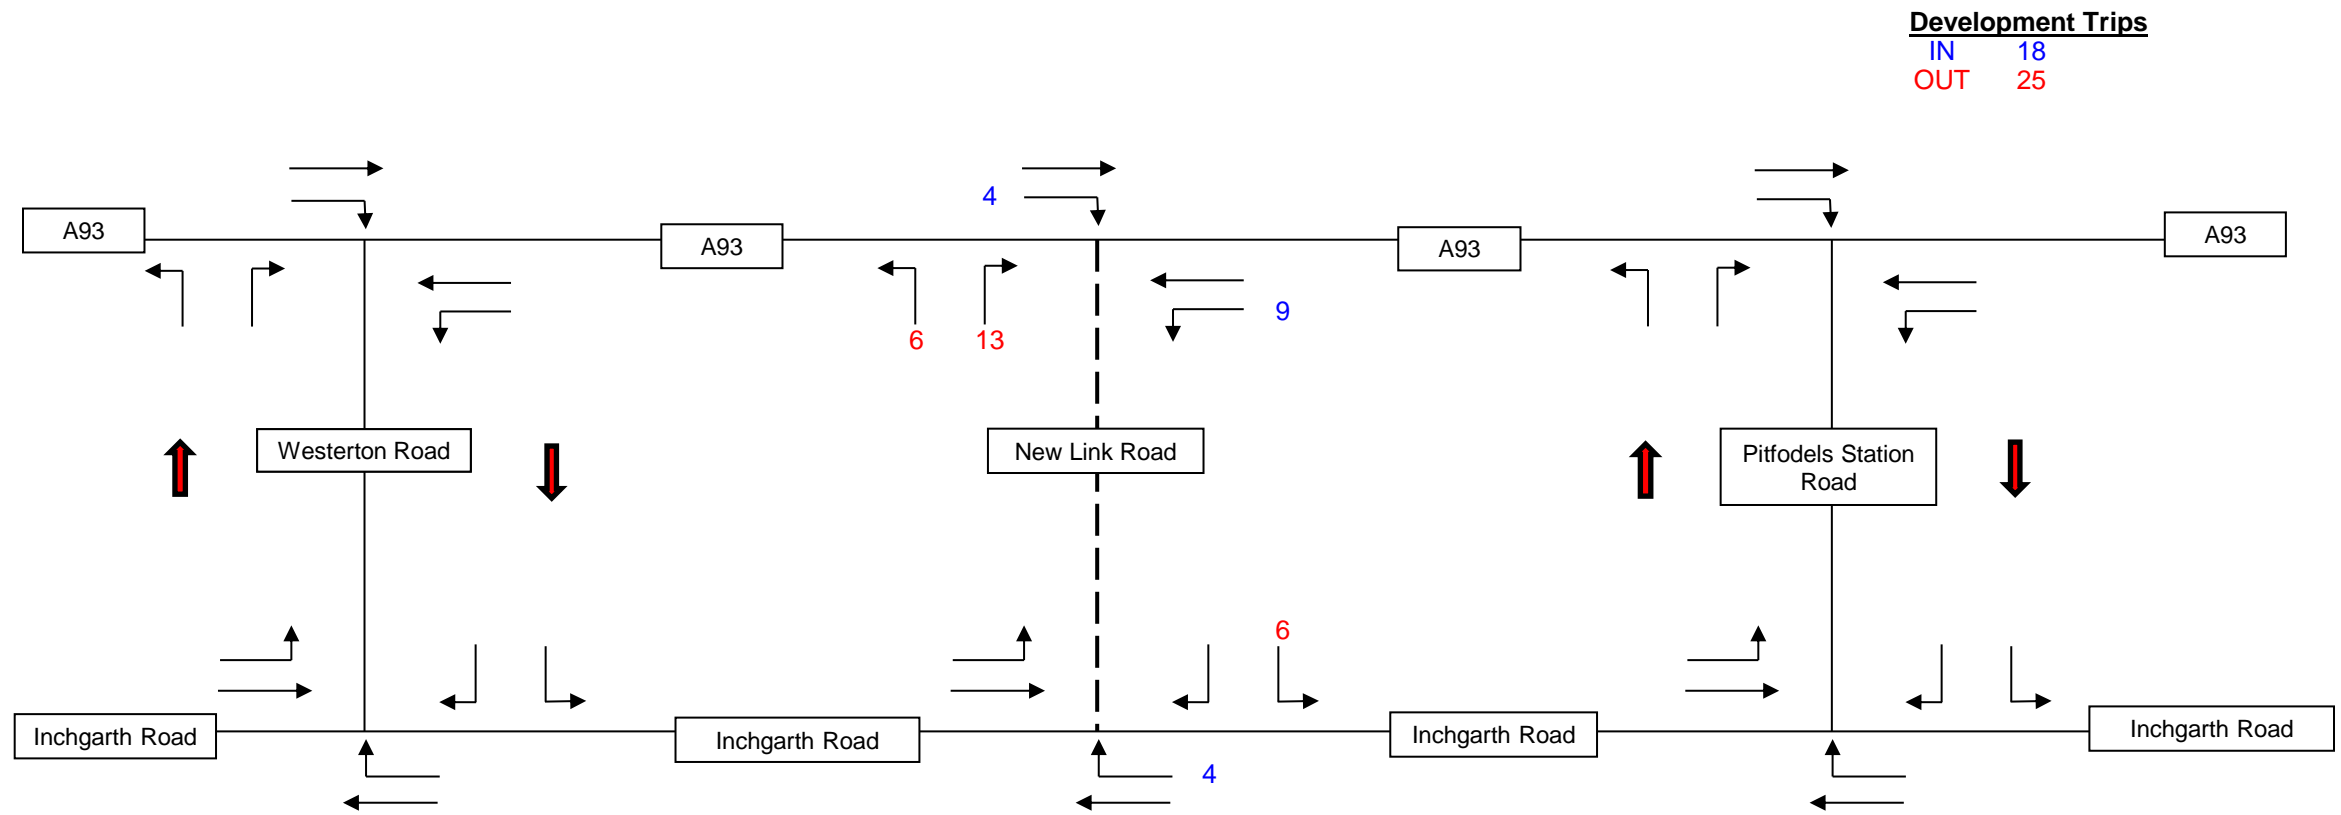 Development Trips
IN 18
OUT 25
4
A93
A93
A93
A93
9
6 13
Westerton Road
New Link Road
Pitfodels Station
Road
6
Inchgarth Road
Inchgarth Road
Inchgarth Road
Inchgarth Road
4